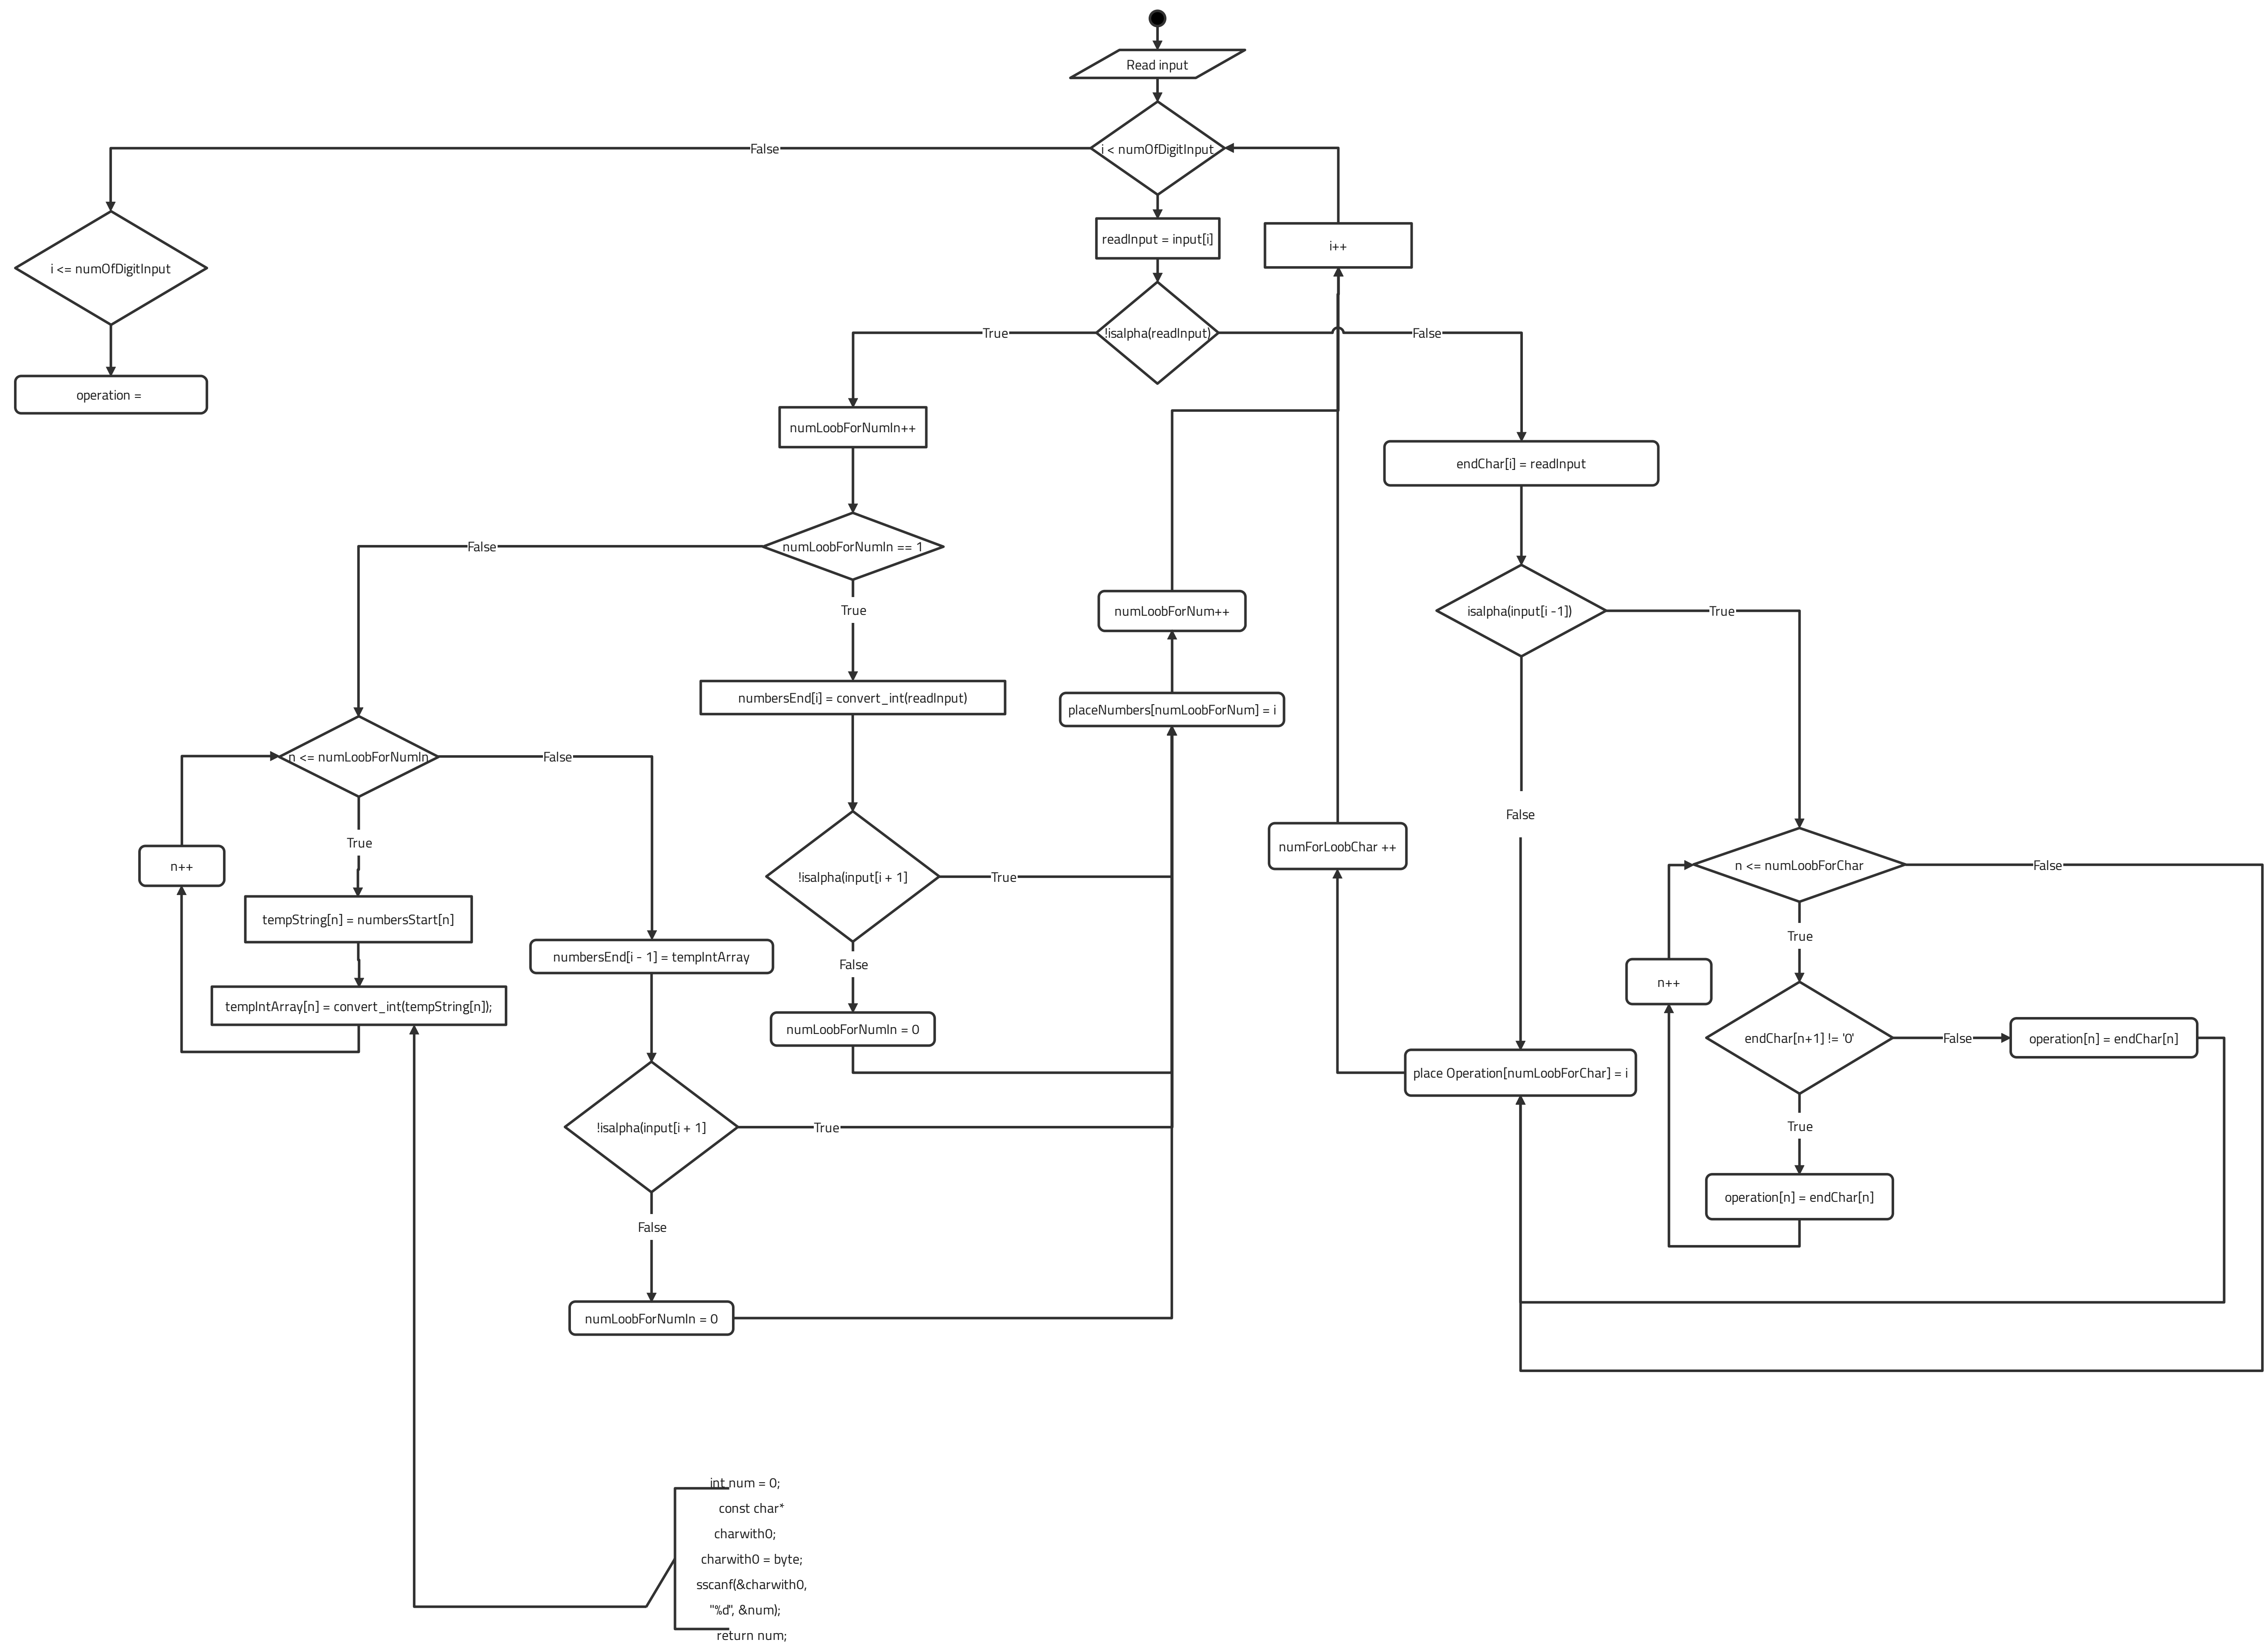 Read input
i < numOfDigitInput
False
readInput = input[i]
i++
i <= numOfDigitInput
!isalpha(readInput)
True
False
operation =
numLoobForNumIn++
endChar[i] = readInput
numLoobForNumIn == 1
False
True
numLoobForNum++
isalpha(input[i -1])
True
numbersEnd[i] = convert_int(readInput)
placeNumbers[numLoobForNum] = i
n <= numLoobForNumIn
False
False
True
numForLoobChar ++
n++
n <= numLoobForChar
False
!isalpha(input[i + 1]
True
tempString[n] = numbersStart[n]
True
numbersEnd[i - 1] = tempIntArray
False
n++
tempIntArray[n] = convert_int(tempString[n]);
numLoobForNumIn = 0
endChar[n+1] != '0'
False
operation[n] = endChar[n]
place Operation[numLoobForChar] = i
!isalpha(input[i + 1]
True
True
operation[n] = endChar[n]
False
numLoobForNumIn = 0
int num = 0;
const char*
charwith0;
charwith0 = byte;
sscanf(&charwith0,
"%d", &num);
return num;